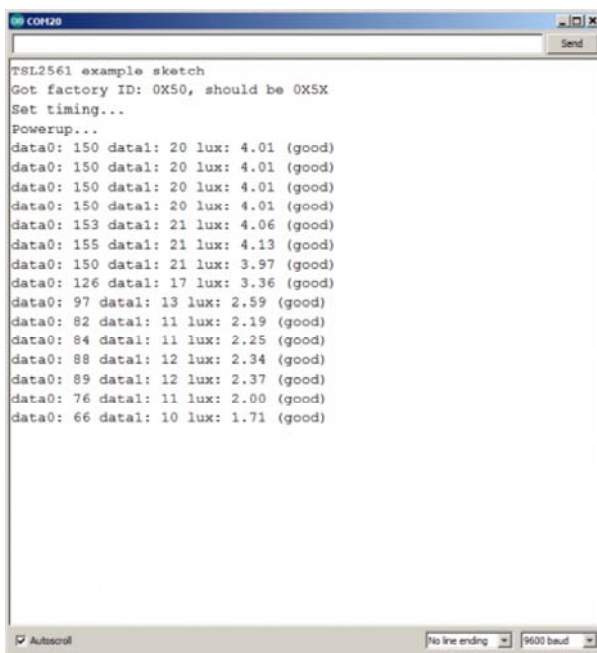 COM20
Send
TSL2561 example sketch
Got factory ID: 0X50, should be 0X5X
Set timing...
Powerup...
data0: 150 data1: 20 lux: 4.01 (good)
data0: 150 data1: 20 lux: 4.01 (good)
data0: 150 data1: 20 lux: 4.01 (good)
data0: 150 data1: 20 lux: 4.01 (good)
data0: 153 data1: 21 lux: 4.06 (good)
data0: 155 data1: 21 lux: 4.13 (good)
data0: 150 data1: 21 lux: 3.97 (good)
data0: 126 data1: 17 lux: 3.36 (good)
data0: 97 data1: 13 lux: 2.59 (good)
data0: 82 data1: 11 lux: 2.19 (good)
data0: 84 data1: 11 lux: 2.25 (good)
data0: 88 data1: 12 lux: 2.34 (good)
data0: 89 data1: 12 lux: 2.37 (good)
data0: 76 data1: 11 lux: 2.00 (good)
data0: 66 data1: 10 lux: 1.71 (good)
Autoscroll No line ending 9600 baud